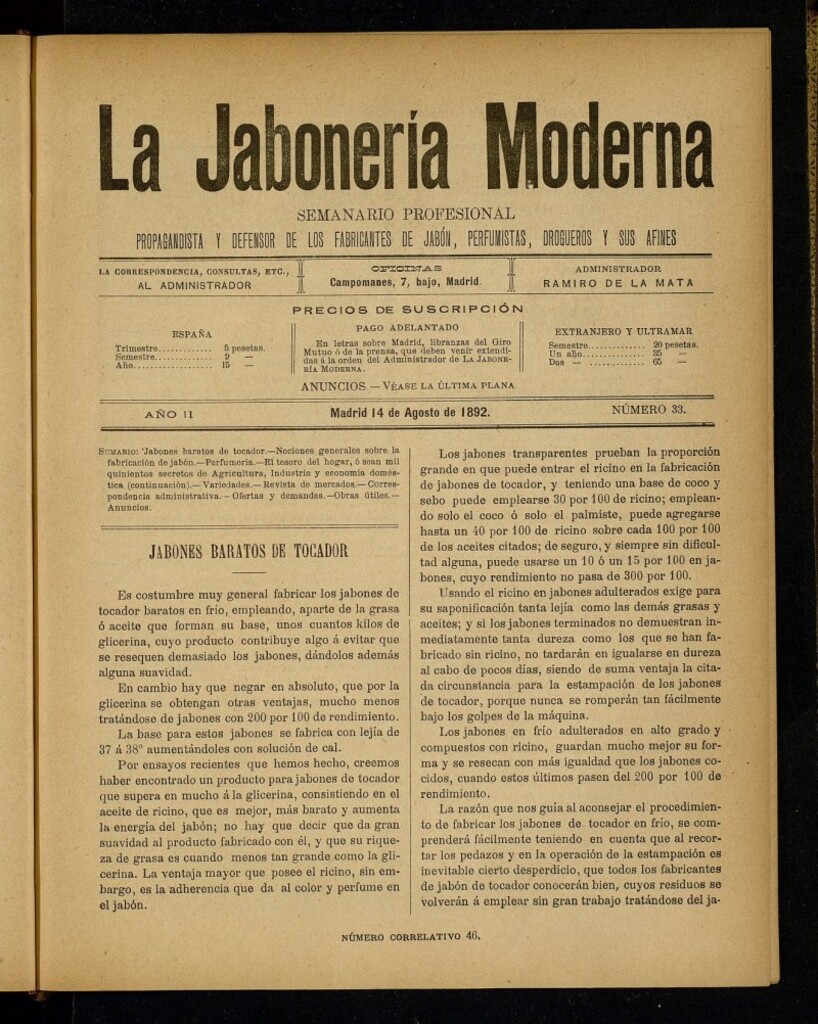 La Jabonería Moderna
SEMANARIO PROFESIONAL
PROPAGANDISTA Y DEFENSOR DE LOS FABRICANTES DE JABÓN, PERFUMISTAS, DROGUEROS Y SUS AFINES
LA CORRESPONDENCIA, CONSULTAS, ETC.,
AL ADMINISTRADOR
OFICINAS
Campomanes, 7, bajo, Madrid
ADMINISTRADOR
RAMIRO DE LA MATA
PRECIOS DE SUSCRIPCIÓN
ESPAÑA
Trimestre............ 5 pesetas.
Semestre............ 9 —
Año.................. 15 —
PAGO ADELANTADO
En letras sobre Madrid, libranzas del Giro
Mutuo ó de la prensa, que deben venir extendi-
das á la orden del Administrador de LA JABONE-
RÍA MODERNA.
EXTRANJERO Y ULTRAMAR
Semestre............ 20 pesetas.
Un año.............. 35 —
Dos — .............. 65 —
ANUNCIOS.—VÉASE LA ÚLTIMA PLANA
AÑO II
Madrid 14 de Agosto de 1892.
NÚMERO 33.
SUMARIO: Jabones baratos de tocador.—Nociones generales sobre la
fabricación de jabón.—Perfumería.—El tesoro del hogar, ó sean mil
quinientos secretos de Agricultura, Industria y economía domés-
tica (continuación).—Variedades.—Revista de mercados.—Corres-
pondencia administrativa.—Ofertas y demandas.—Obras útiles.—
Anuncios.
JABONES BARATOS DE TOCADOR
Es costumbre muy general fabricar los jabones de
tocador baratos en frio, empleando, aparte de la grasa
ó aceite que forman su base, unos cuantos kilos de
glicerina, cuyo producto contribuye algo á evitar que
se resequen demasiado los jabones, dándolos además
alguna suavidad.
En cambio hay que negar en absoluto, que por la
glicerina se obtengan otras ventajas, mucho menos
tratándose de jabones con 200 por 100 de rendimiento.
La base para estos jabones se fabrica con lejía de
37 á 38° aumentándoles con solución de cal.
Por ensayos recientes que hemos hecho, creemos
haber encontrado un producto para jabones de tocador
que supera en mucho á la glicerina, consistiendo en el
aceite de ricino, que es mejor, más barato y aumenta
la energía del jabón; no hay que decir que da gran
suavidad al producto fabricado con él, y que su rique-
za de grasa es cuando menos tan grande como la gli-
cerina. La ventaja mayor que posee el ricino, sin em-
bargo, es la adherencia que da al color y perfume en
el jabón.
Los jabones transparentes prueban la proporción
grande en que puede entrar el ricino en la fabricación
de jabones de tocador, y teniendo una base de coco y
sebo puede emplearse 30 por 100 de ricino; emplean-
do solo el coco ó solo el palmiste, puede agregarse
hasta un 40 por 100 de ricino sobre cada 100 por 100
de los aceites citados; de seguro, y siempre sin dificul-
tad alguna, puede usarse un 10 ó un 15 por 100 en ja-
bones, cuyo rendimiento no pasa de 300 por 100.
Usando el ricino en jabones adulterados exige para
su saponificación tanta lejía como las demás grasas y
aceites; y si los jabones terminados no demuestran in-
mediatamente tanta dureza como los que se han fa-
bricado sin ricino, no tardarán en igualarse en dureza
al cabo de pocos días, siendo de suma ventaja la cita-
da circunstancia para la estampación de los jabones
de tocador, porque nunca se romperán tan fácilmente
bajo los golpes de la máquina.
Los jabones en frío adulterados en alto grado y
compuestos con ricino, guardan mucho mejor su for-
ma y se resecan con más igualdad que los jabones co-
cidos, cuando estos últimos pasen del 200 por 100 de
rendimiento.
La razón que nos guía al aconsejar el procedimien-
to de fabricar los jabones de tocador en frío, se com-
prenderá fácilmente teniendo en cuenta que al recor-
tar los pedazos y en la operación de la estampación es
inevitable cierto desperdicio, que todos los fabricantes
de jabón de tocador conocerán bien, cuyos residuos se
volverán á emplear sin gran trabajo tratándose del ja-
NÚMERO CORRELATIVO 46.